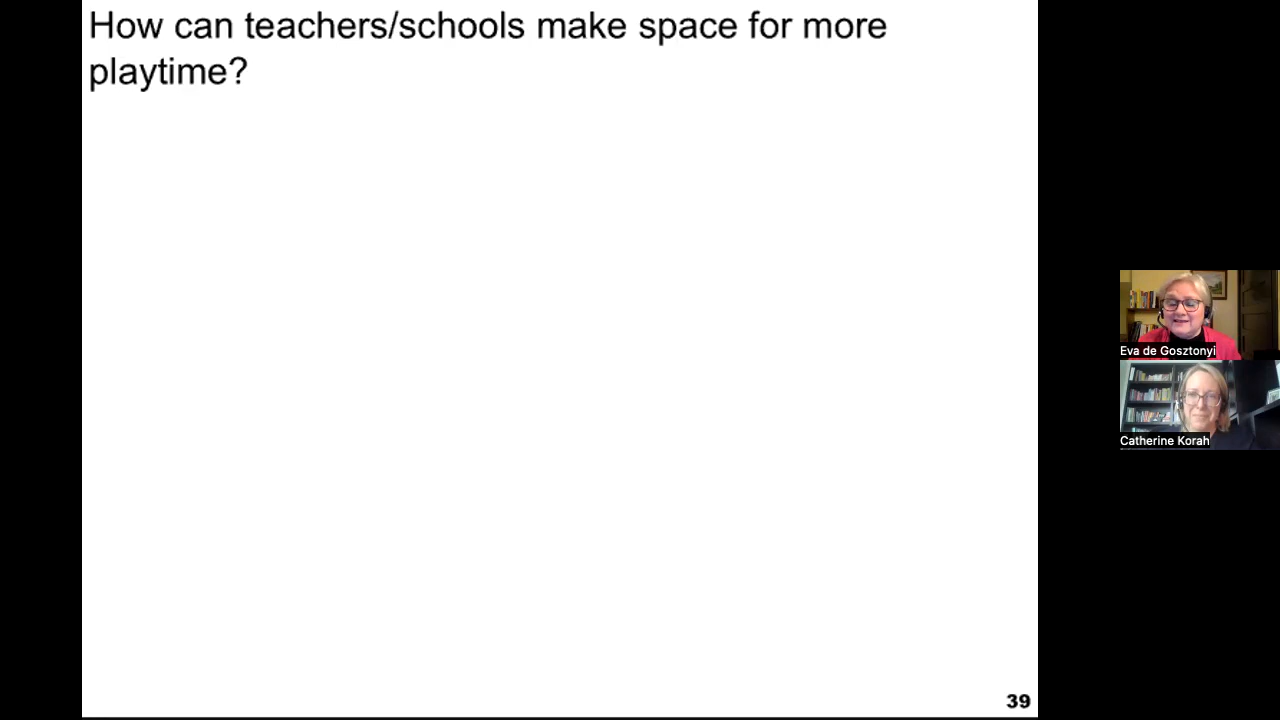 How can teachers/schools make space for more
playtime?
Eva de Gosztonyi
Catherine Korah
39